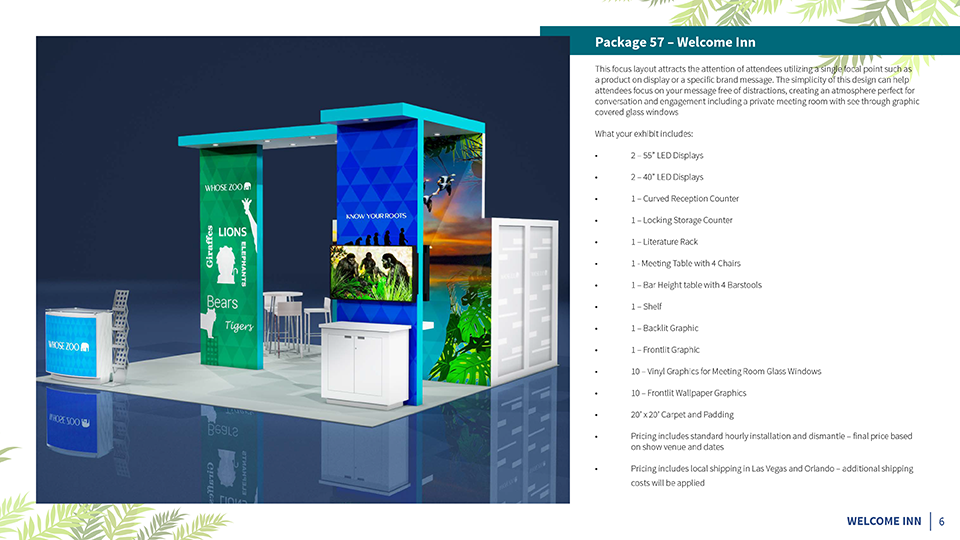 Package 57 – Welcome Inn
This focus layout attracts the attention of attendees utilizing a single focal point such as
a product on display or a specific brand message. The simplicity of this design can help
attendees focus on your message free of distractions, creating an atmosphere perfect for
conversation and engagement including a private meeting room with see through graphic
covered glass windows
What your exhibit includes:
• 2 – 55" LED Displays
• 2 – 40" LED Displays
• 1 – Curved Reception Counter
• 1 – Locking Storage Counter
• 1 – Literature Rack
• 1 - Meeting Table with 4 Chairs
• 1 – Bar Height table with 4 Barstools
• 1 – Shelf
• 1 – Backlit Graphic
• 1 – Frontlit Graphic
• 10 – Vinyl Graphics for Meeting Room Glass Windows
• 10 – Frontlit Wallpaper Graphics
• 20' x 20' Carpet and Padding
• Pricing includes standard hourly installation and dismantle – final price based
on show venue and dates
• Pricing includes local shipping in Las Vegas and Orlando – additional shipping
costs will be applied
WHOSE ZOO
Giraffes
LIONS
ELEPHANTS
Bears
Tigers
KNOW YOUR ROOTS
WHOSE ZOO
WELCOME INN
6